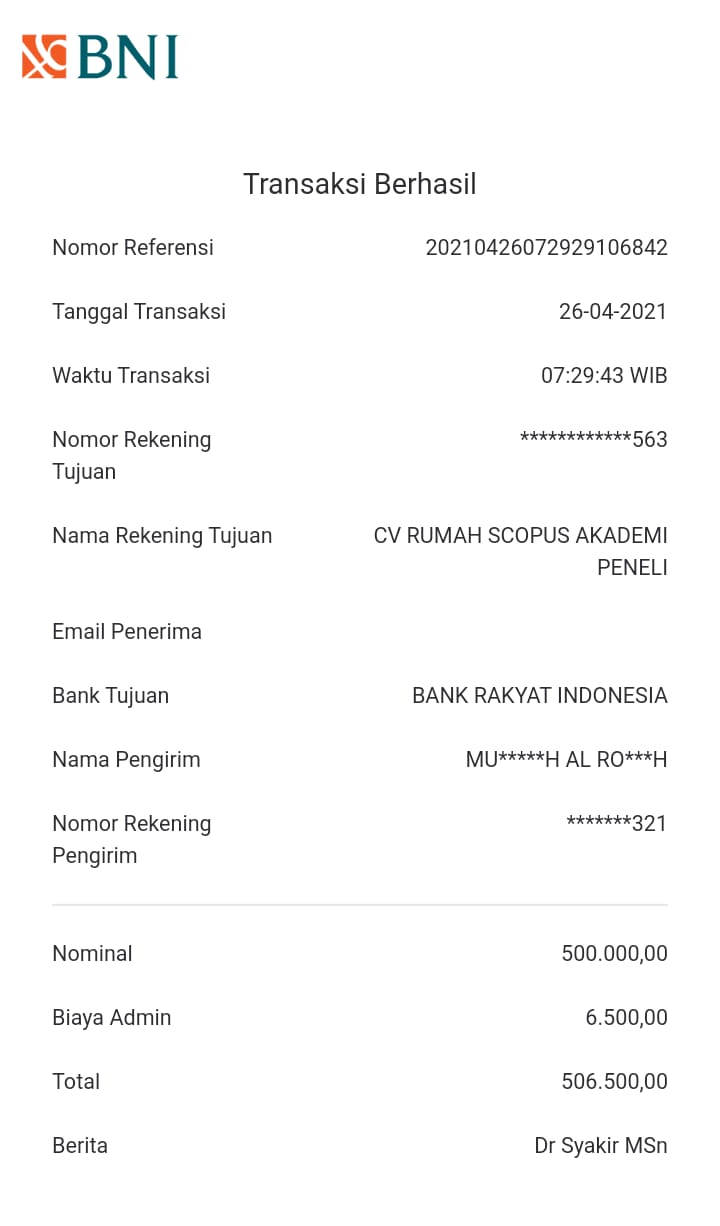 BNI
Transaksi Berhasil
Nomor Referensi 20210426072929106842
Tanggal Transaksi 26-04-2021
Waktu Transaksi 07:29:43 WIB
Nomor Rekening ************563
Tujuan
Nama Rekening Tujuan CV RUMAH SCOPUS AKADEMI
PENELI
Email Penerima
Bank Tujuan BANK RAKYAT INDONESIA
Nama Pengirim MU*****H AL RO***H
Nomor Rekening *******321
Pengirim
Nominal 500.000,00
Biaya Admin 6.500,00
Total 506.500,00
Berita Dr Syakir MSn